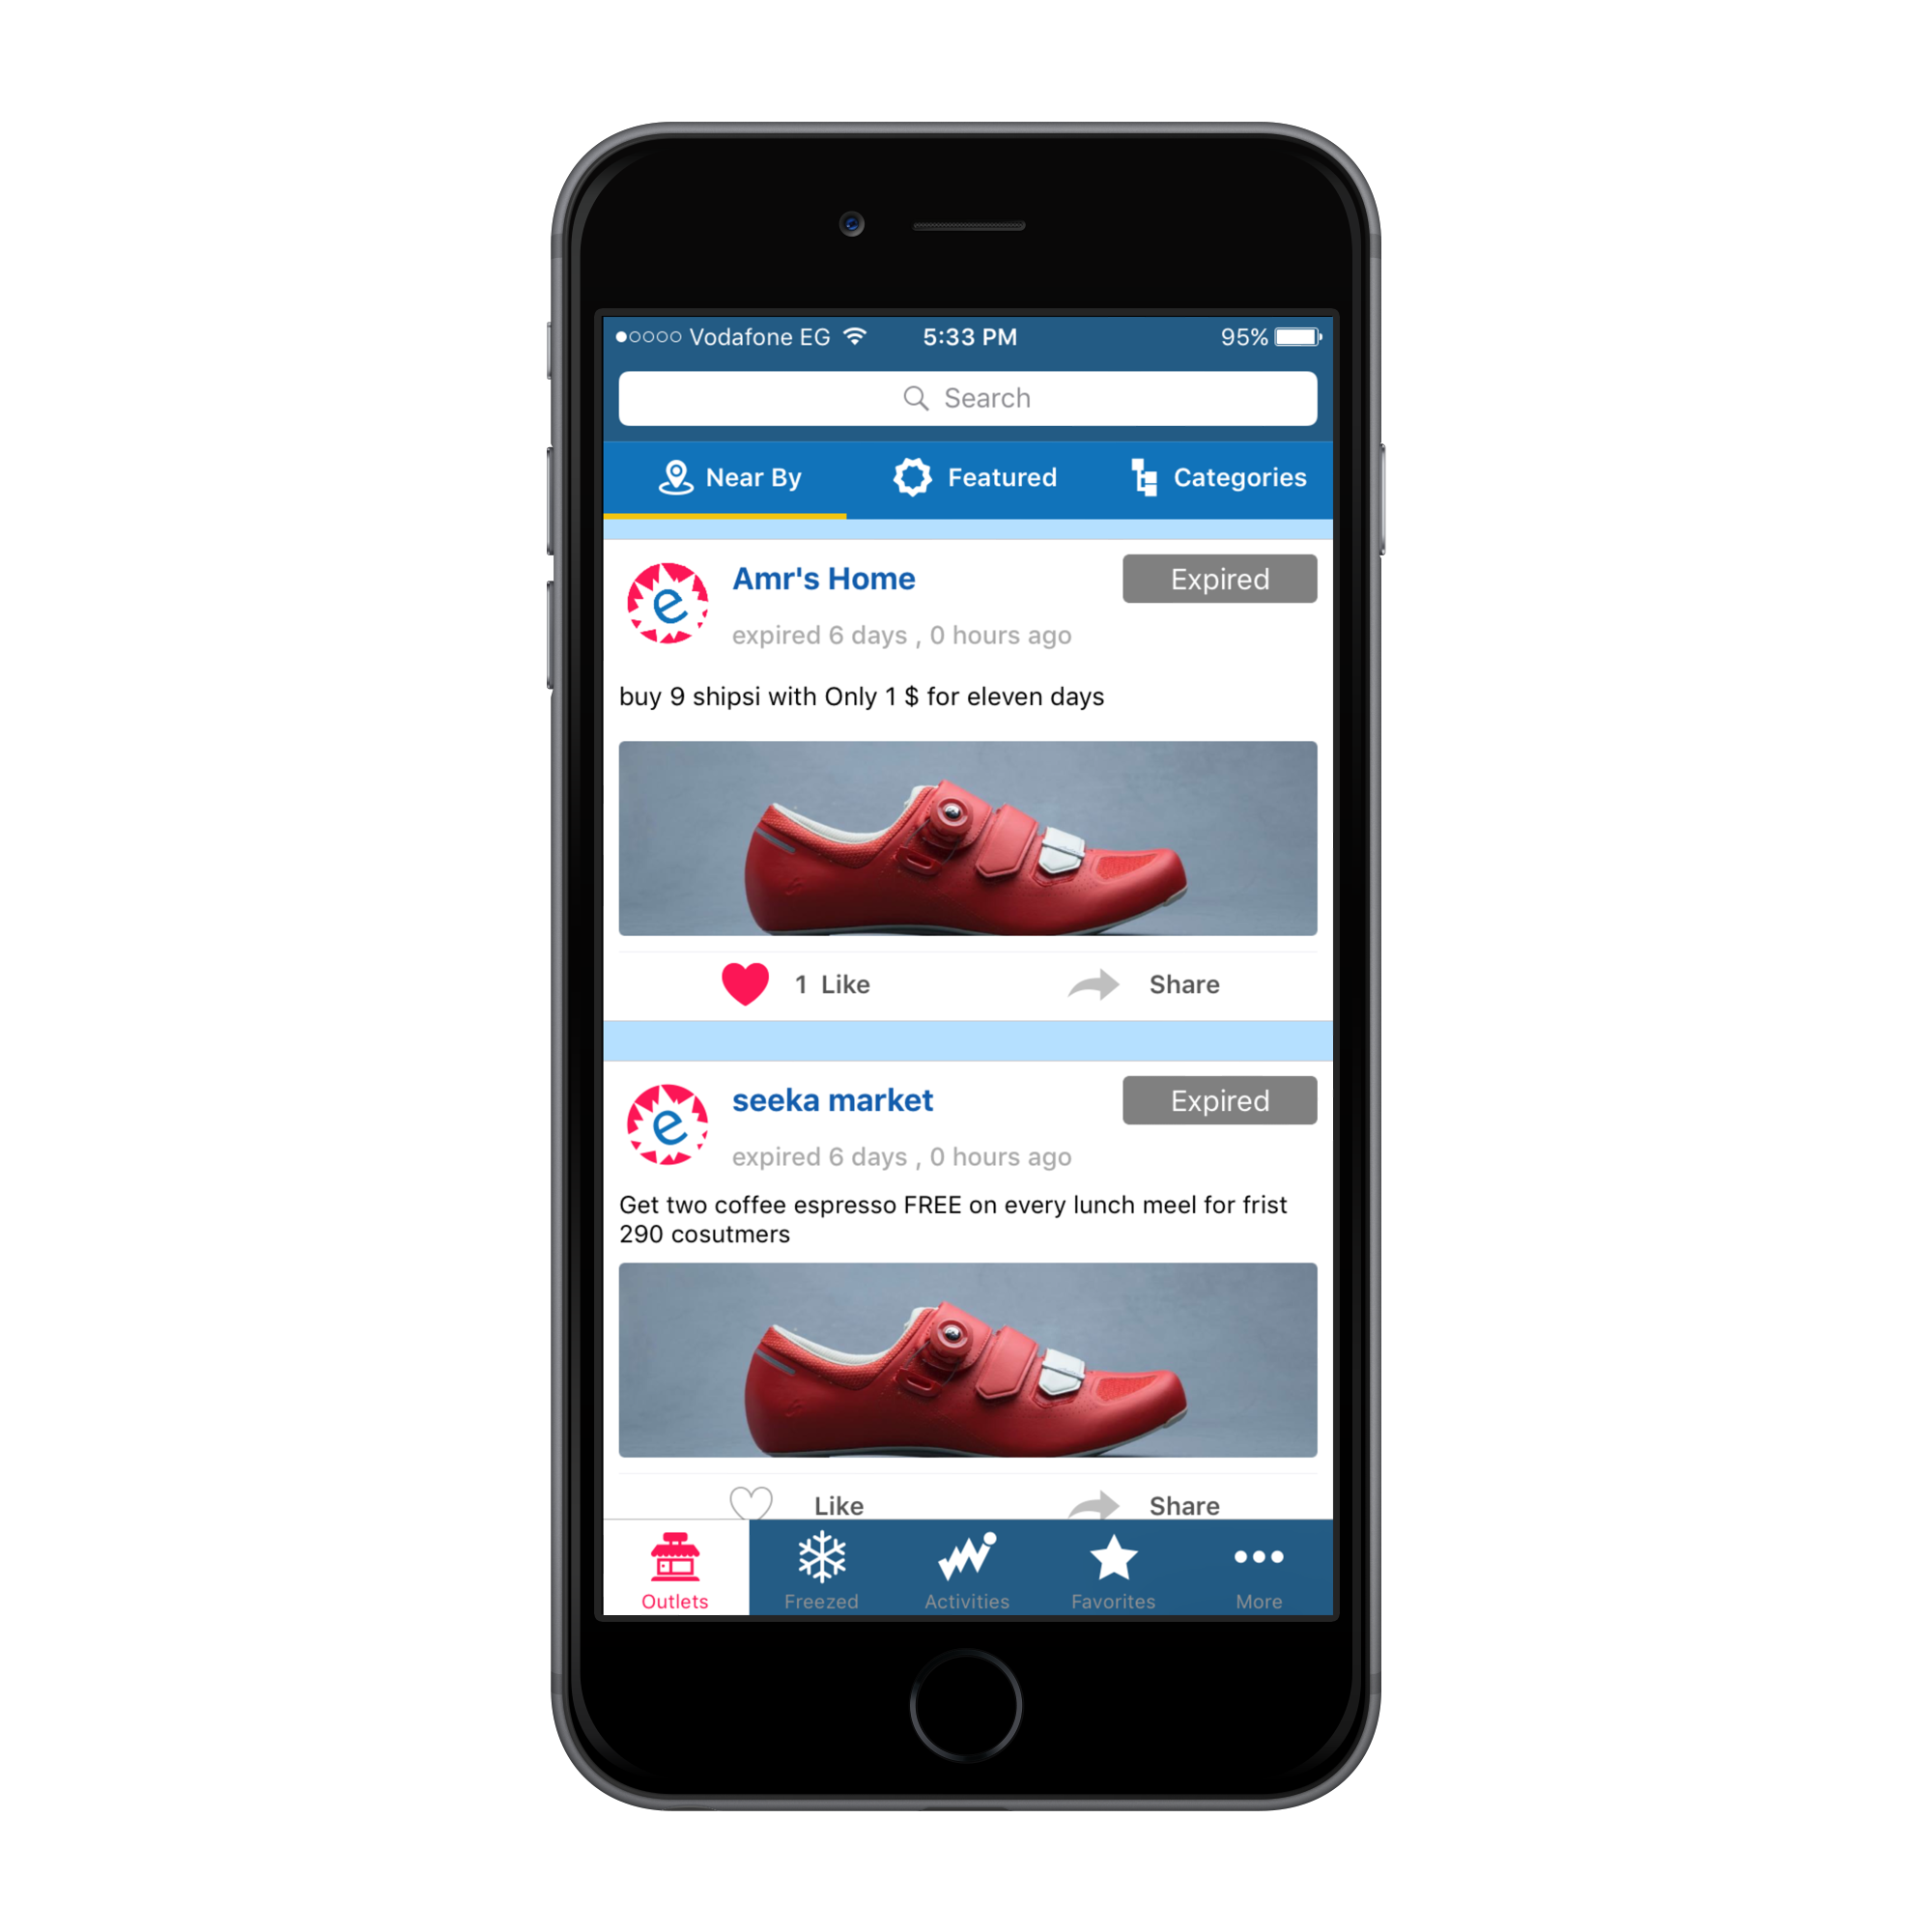 Vodafone EG 5:33 PM 95%
Search
Near By Featured Categories
Amr's Home Expired
expired 6 days , 0 hours ago
buy 9 shipsi with Only 1 $ for eleven days
1 Like Share
seeka market Expired
expired 6 days , 0 hours ago
Get two coffee espresso FREE on every lunch meel for frist
290 cosutmers
Like Share
Outlets Freezed Activities Favorites More